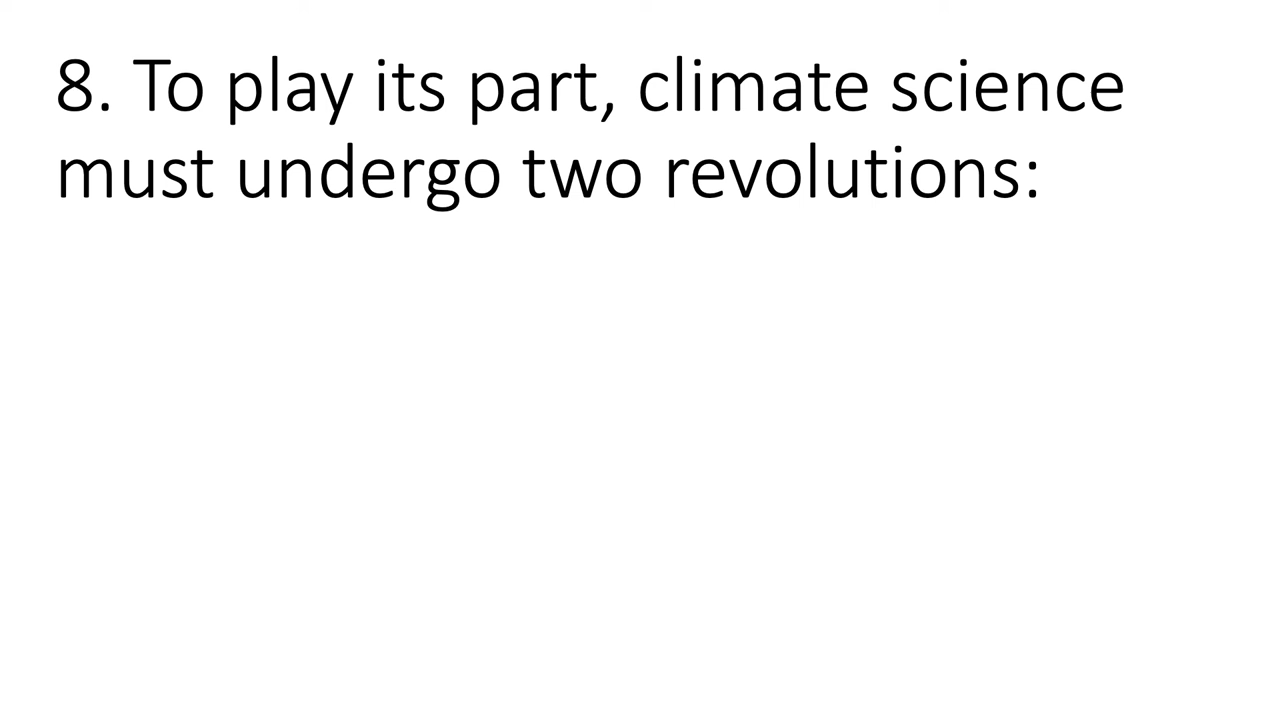 8. To play its part, climate science
must undergo two revolutions: